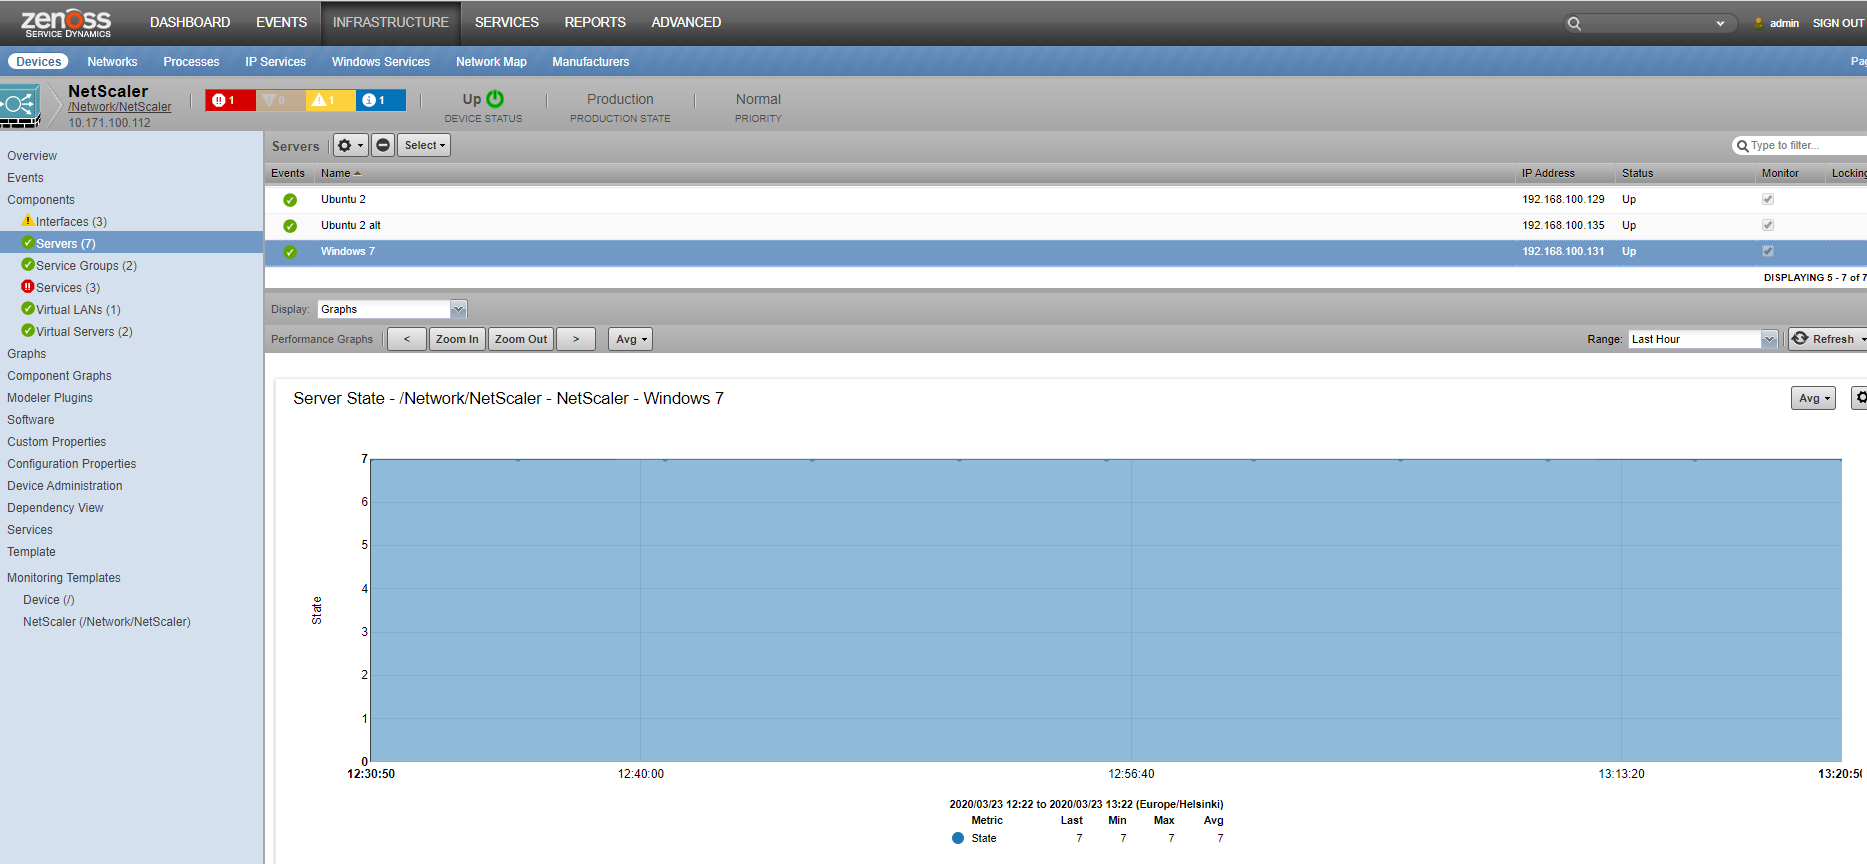 zenoss
SERVICE DYNAMICS
DASHBOARD EVENTS INFRASTRUCTURE SERVICES REPORTS ADVANCED
admin SIGN OUT
Devices Networks Processes IP Services Windows Services Network Map Manufacturers
NetScaler
/Network/NetScaler
10.171.100.112
1 0 1 1
Up
DEVICE STATUS
Production
PRODUCTION STATE
Normal
PRIORITY
Overview
Events
Components
Interfaces (3)
Servers (7)
Service Groups (2)
Services (3)
Virtual LANs (1)
Virtual Servers (2)
Graphs
Component Graphs
Modeler Plugins
Software
Custom Properties
Configuration Properties
Device Administration
Dependency View
Services
Template
Monitoring Templates
Device (/)
NetScaler (/Network/NetScaler)
Servers Select Type to filter...
Events Name IP Address Status Monitor Locking
Ubuntu 2 192.168.100.129 Up
Ubuntu 2 alt 192.168.100.135 Up
Windows 7 192.168.100.131 Up
DISPLAYING 5 - 7 of 7
Display: Graphs
Performance Graphs < Zoom In Zoom Out > Avg Range: Last Hour Refresh
Server State - /Network/NetScaler - NetScaler - Windows 7 Avg
7
6
5
4
3
2
1
0
State
12:30:50 12:40:00 12:56:40 13:13:20 13:20:50
2020/03/23 12:22 to 2020/03/23 13:22 (Europe/Helsinki)
Metric Last Min Max Avg
State 7 7 7 7